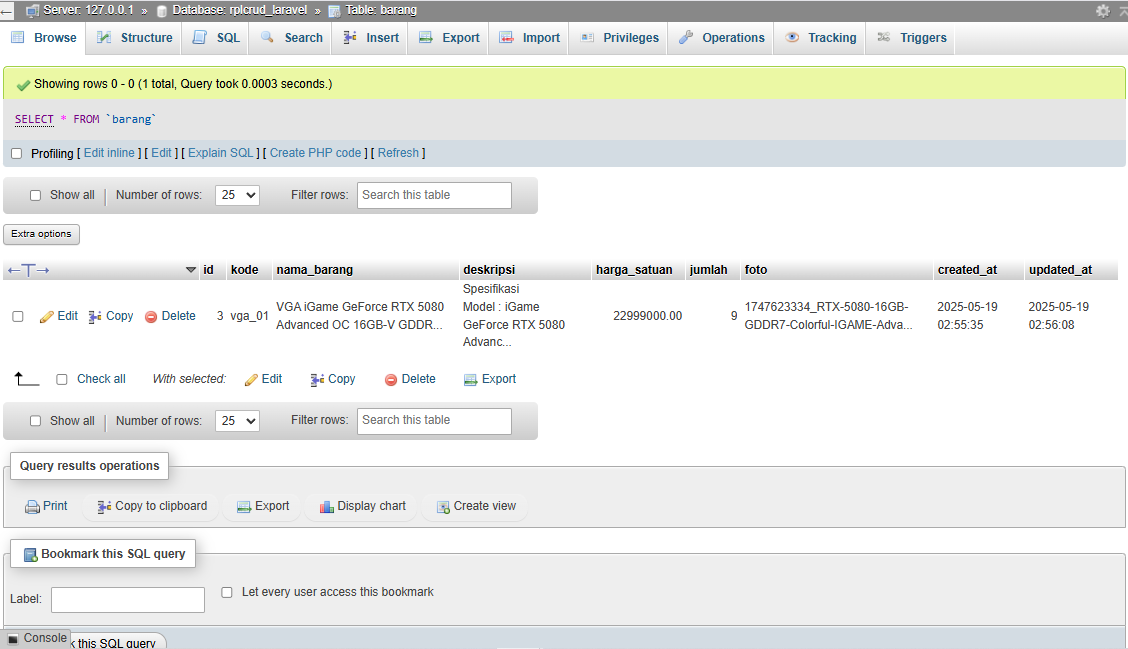 Server: 127.0.0.1 » Database: rplcrud_laravel » Table: barang
Browse Structure SQL Search Insert Export Import Privileges Operations Tracking Triggers
Showing rows 0 - 0 (1 total, Query took 0.0003 seconds.)
SELECT * FROM `barang`
Profiling [ Edit inline ] [ Edit ] [ Explain SQL ] [ Create PHP code ] [ Refresh ]
Show all Number of rows: 25 Filter rows: Search this table
Extra options
←T→ id kode nama_barang deskripsi harga_satuan jumlah foto created_at updated_at
Edit Copy Delete 3 vga_01 VGA iGame GeForce RTX 5080
Advanced OC 16GB-V GDDR...
Spesifikasi
Model : iGame
GeForce RTX 5080
Advanc...
22999000.00 9 1747623334_RTX-5080-16GB-
GDDR7-Colorful-IGAME-Adva...
2025-05-19
02:55:35
2025-05-19
02:56:08
Check all With selected: Edit Copy Delete Export
Show all Number of rows: 25 Filter rows: Search this table
Query results operations
Print Copy to clipboard Export Display chart Create view
Bookmark this SQL query
Label: Let every user access this bookmark
Console k this SQL query